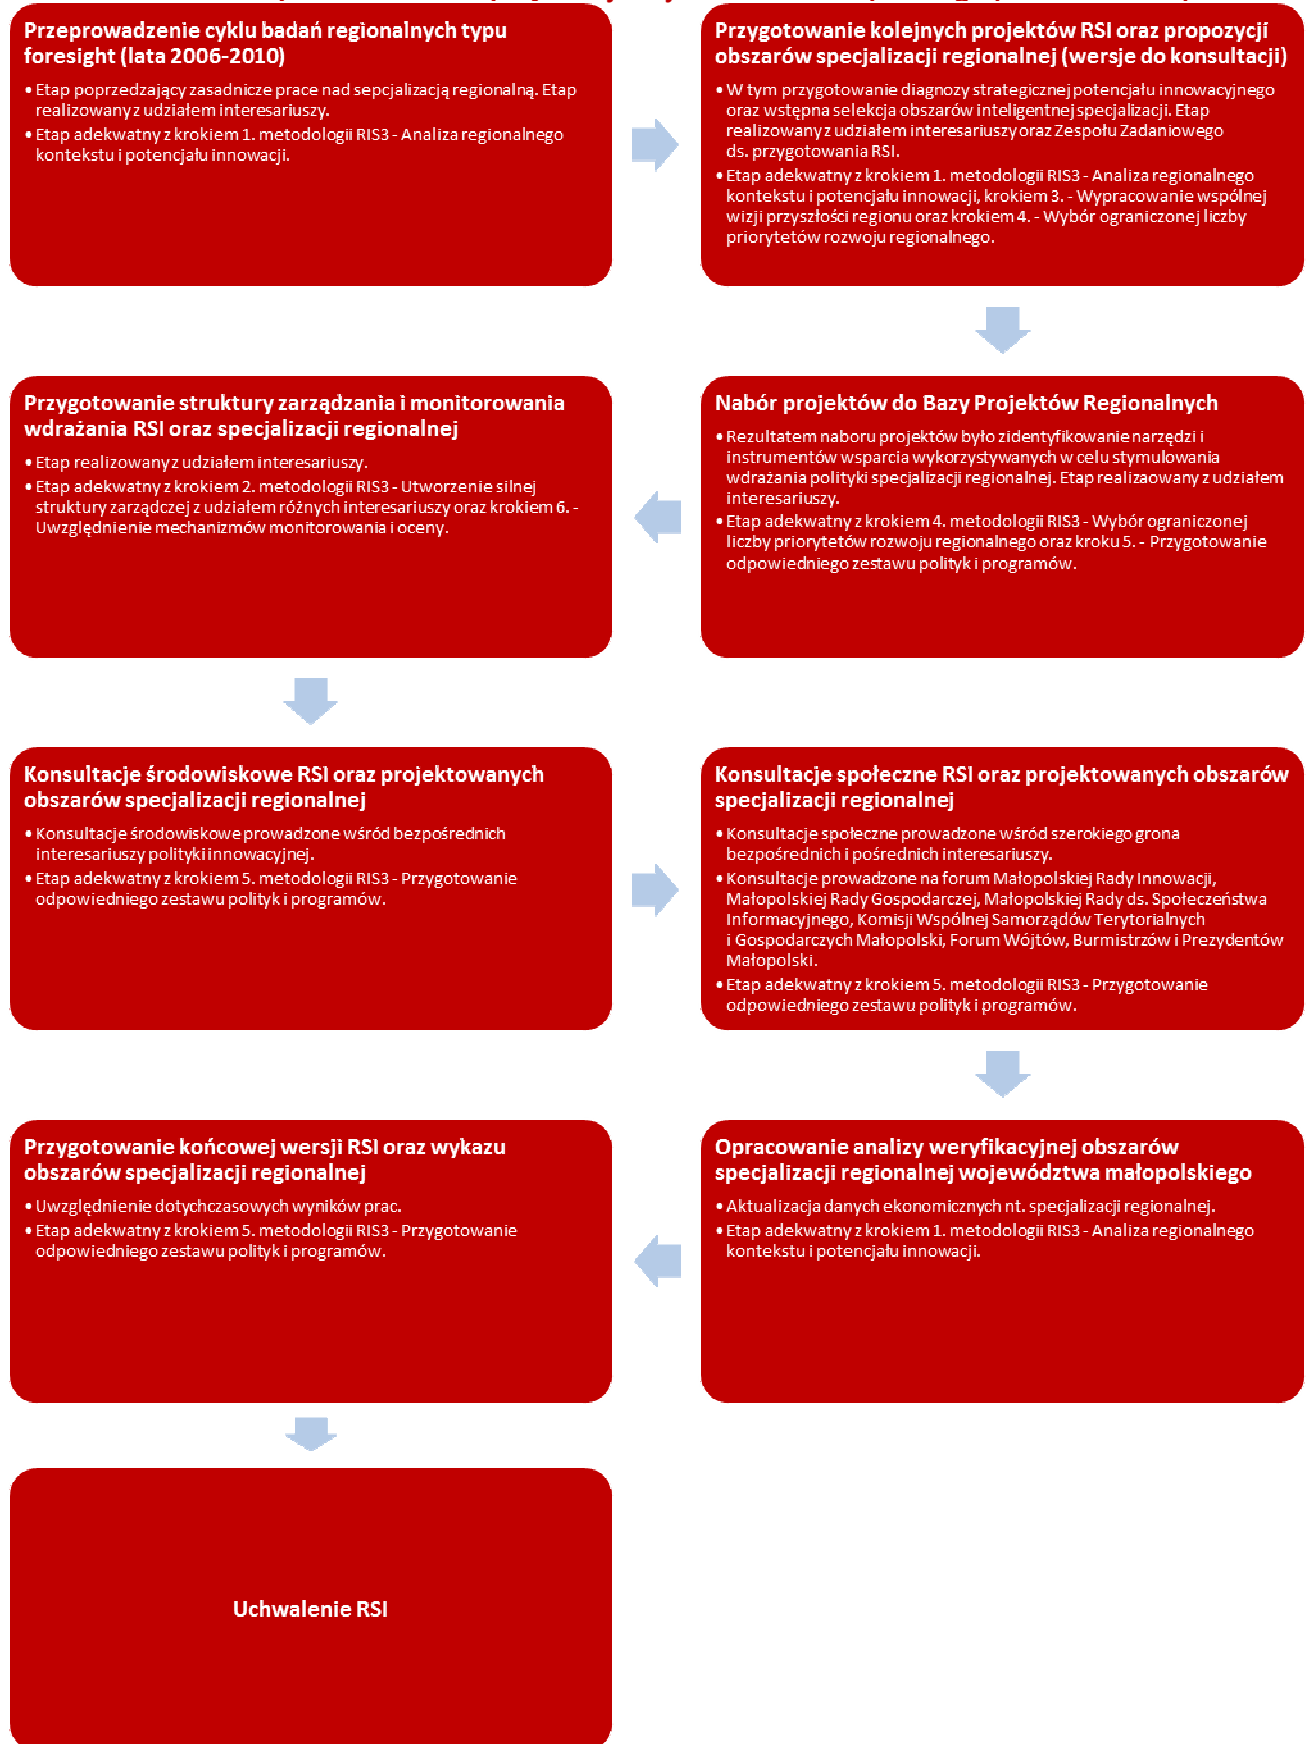 Przeprowadzenie cyklu badań regionalnych typu
foresight (lata 2006-2010)
• Etap poprzedzający zasadnicze prace nad sepcjalizacją regionalną. Etap
realizowany z udziałem interesariuszy.
• Etap adekwatny z krokiem 1. metodologii RIS3 - Analiza regionalnego
kontekstu i potencjału innowacji.
Przygotowanie kolejnych projektów RSI oraz propozycji
obszarów specjalizacji regionalnej (wersje do konsultacji)
• W tym przygotowanie diagnozy strategicznej potencjału innowacyjnego
oraz wstępna selekcja obszarów inteligentnej specjalizacji. Etap
realizowany z udziałem interesariuszy oraz Zespołu Zadaniowego
ds. przygotowania RSI.
• Etap adekwatny z krokiem 1. metodologii RIS3 - Analiza regionalnego
kontekstu i potencjału innowacji, krokiem 3. - Wypracowanie wspólnej
wizji przyszłości regionu oraz krokiem 4. - Wybór ograniczonej liczby
priorytetów rozwoju regionalnego.
Nabór projektów do Bazy Projektów Regionalnych
• Rezultatem naboru projektów było zidentyfikowanie narzędzi i
instrumentów wsparcia wykorzystywanych w celu stymulowania
wdrażania polityki specjalizacji regionalnej. Etap realizaowany z udziałem
interesariuszy.
• Etap adekwatny z krokiem 4. metodologii RIS3 - Wybór ograniczonej
liczby priorytetów rozwoju regionalnego oraz kroku 5. - Przygotowanie
odpowiedniego zestawu polityk i programów.
Przygotowanie struktury zarządzania i monitorowania
wdrażania RSI oraz specjalizacji regionalnej
• Etap realizowany z udziałem interesariuszy.
• Etap adekwatny z krokiem 2. metodologii RIS3 - Utworzenie silnej
struktury zarządczej z udziałem różnych interesariuszy oraz krokiem 6. -
Uwzględnienie mechanizmów monitorowania i oceny.
Konsultacje środowiskowe RSI oraz projektowanych
obszarów specjalizacji regionalnej
• Konsultacje środowiskowe prowadzone wśród bezpośrednich
interesariuszy polityki innowacyjnej.
• Etap adekwatny z krokiem 5. metodologii RIS3 - Przygotowanie
odpowiedniego zestawu polityk i programów.
Konsultacje społeczne RSI oraz projektowanych obszarów
specjalizacji regionalnej
• Konsultacje społeczne prowadzone wśród szerokiego grona
bezpośrednich i pośrednich interesariuszy.
• Konsultacje prowadzone na forum Małopolskiej Rady Innowacji,
Małopolskiej Rady Gospodarczej, Małopolskiej Rady ds. Społeczeństwa
Informacyjnego, Komisji Wspólnej Samorządów Terytorialnych
i Gospodarczych Małopolski, Forum Wójtów, Burmistrzów i Prezydentów
Małopolski.
• Etap adekwatny z krokiem 5. metodologii RIS3 - Przygotowanie
odpowiedniego zestawu polityk i programów.
Opracowanie analizy weryfikacyjnej obszarów
specjalizacji regionalnej województwa małopolskiego
• Aktualizacja danych ekonomicznych nt. specjalizacji regionalnej.
• Etap adekwatny z krokiem 1. metodologii RIS3 - Analiza regionalnego
kontekstu i potencjału innowacji.
Przygotowanie końcowej wersji RSI oraz wykazu
obszarów specjalizacji regionalnej
• Uwzględnienie dotychczasowych wyników prac.
• Etap adekwatny z krokiem 5. metodologii RIS3 - Przygotowanie
odpowiedniego zestawu polityk i programów.
Uchwalenie RSI